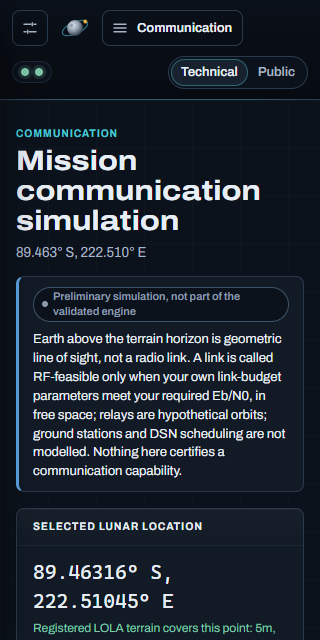 Communication
Technical
Public
COMMUNICATION
Mission
communication
simulation
89.463° S, 222.510° E
Preliminary simulation, not part of the
validated engine
Earth above the terrain horizon is geometric
line of sight, not a radio link. A link is called
RF-feasible only when your own link-budget
parameters meet your required Eb/N0, in
free space; relays are hypothetical orbits;
ground stations and DSN scheduling are not
modelled. Nothing here certifies a
communication capability.
SELECTED LUNAR LOCATION
89.46316° S,
222.51045° E
Registered LOLA terrain covers this point: 5m,